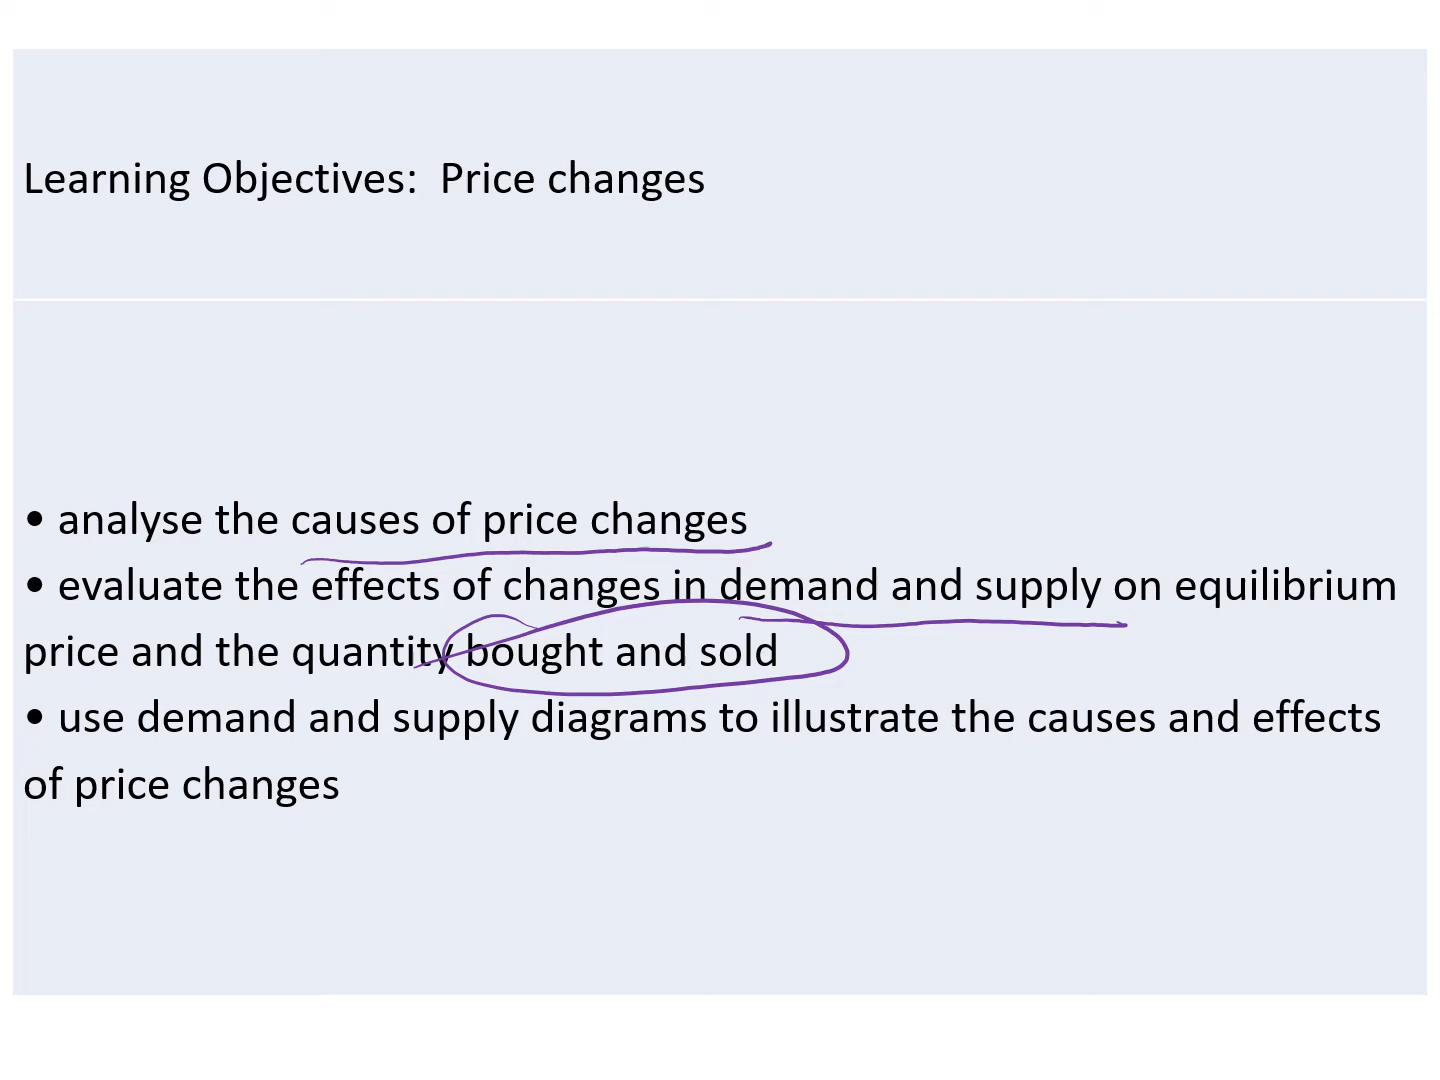 Learning Objectives:  Price changes
• analyse the causes of price changes
• evaluate the effects of changes in demand and supply on equilibrium
price and the quantity bought and sold
• use demand and supply diagrams to illustrate the causes and effects
of price changes